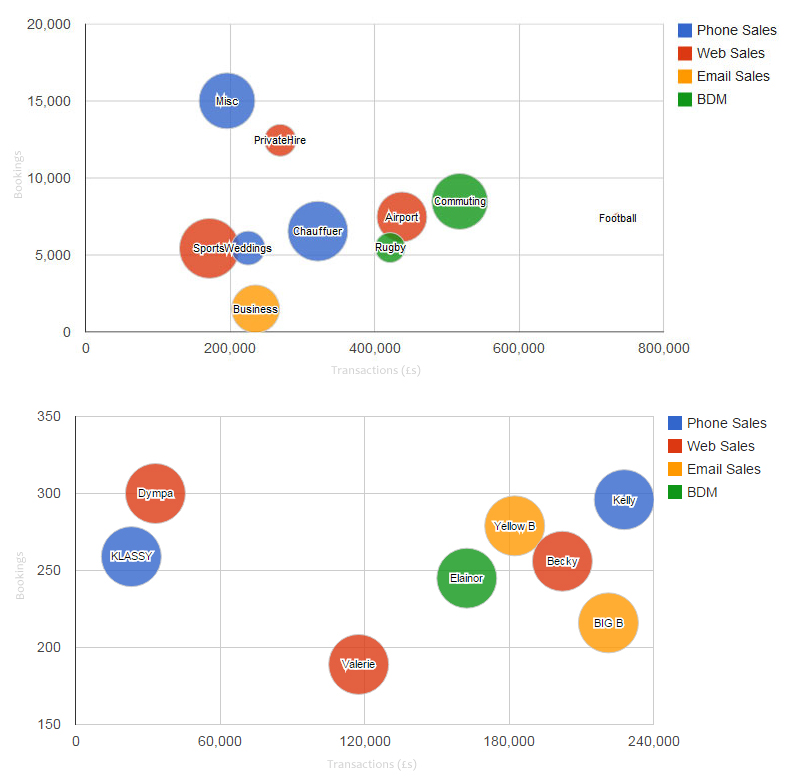 20,000
15,000
10,000
5,000
0
Bookings
Misc
PrivateHire
Commuting
Airport
Football
Chauffuer
Rugby
Sports
Weddings
Business
0
200,000
400,000
600,000
800,000
Transactions (£s)
Phone Sales
Web Sales
Email Sales
BDM
350
300
250
200
150
Bookings
Dympa
Kelly
Yellow B
KLASSY
Becky
Elainor
BIG B
Valerie
0
60,000
120,000
180,000
240,000
Transactions (£s)
Phone Sales
Web Sales
Email Sales
BDM